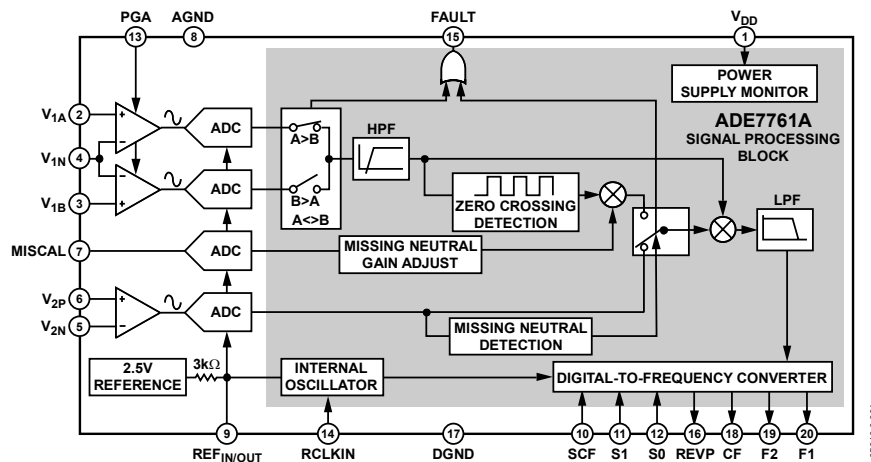 PGA AGND FAULT VDD
13 8 15 1
POWER
SUPPLY MONITOR
V1A 2 + − ADC
ADE7761A
SIGNAL PROCESSING
BLOCK
A>B
HPF
V1N 4
− + ADC
V1B 3
B>A
A<>B
ZERO CROSSING
DETECTION
LPF
MISCAL 7 ADC
MISSING NEUTRAL
GAIN ADJUST
V2P 6 + ADC
V2N 5 −
MISSING NEUTRAL
DETECTION
2.5V
REFERENCE
3kΩ
INTERNAL
OSCILLATOR
DIGITAL-TO-FREQUENCY CONVERTER
9 14 17 10 11 12 16 18 19 20
REFIN/OUT RCLKIN DGND SCF S1 S0 REVP CF F2 F1